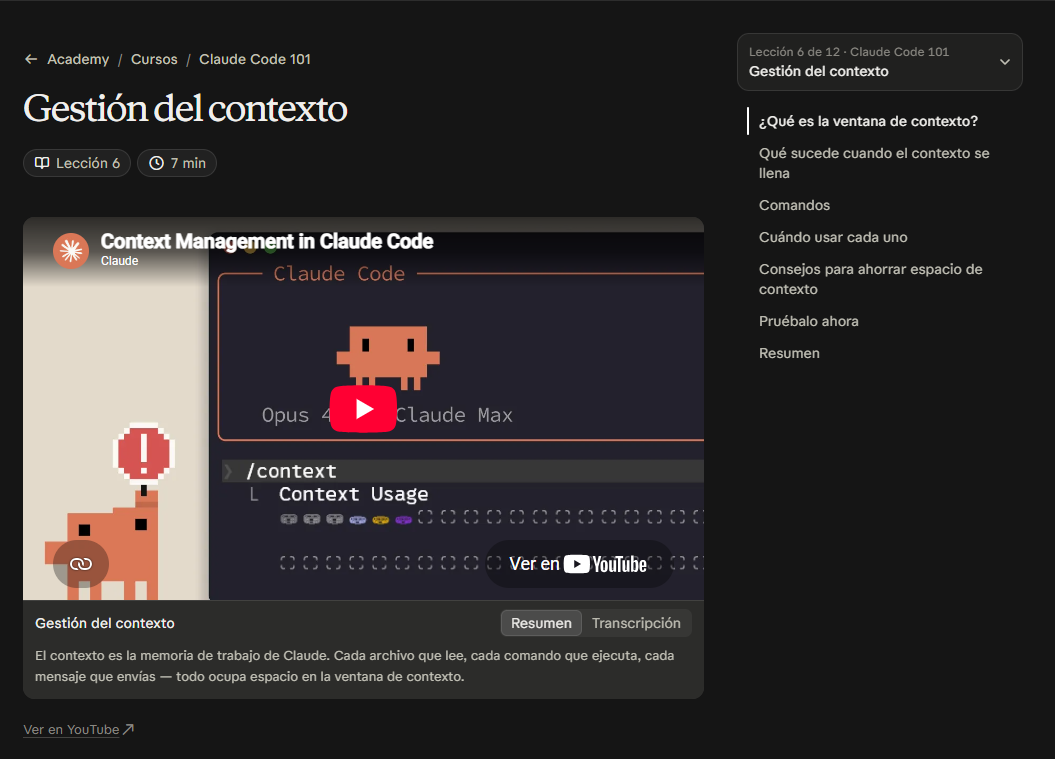 ← Academy / Cursos / Claude Code 101
Gestión del contexto
Lección 6
7 min
Context Management in Claude Code
Claude
Claude Code
Opus 4 Claude Max
/context
Context Usage
Ver en YouTube
Gestión del contexto
Resumen
Transcripción
El contexto es la memoria de trabajo de Claude. Cada archivo que lee, cada comando que ejecuta, cada
mensaje que envías — todo ocupa espacio en la ventana de contexto.
Ver en YouTube
Lección 6 de 12 · Claude Code 101
Gestión del contexto
¿Qué es la ventana de contexto?
Qué sucede cuando el contexto se
llena
Comandos
Cuándo usar cada uno
Consejos para ahorrar espacio de
contexto
Pruébalo ahora
Resumen